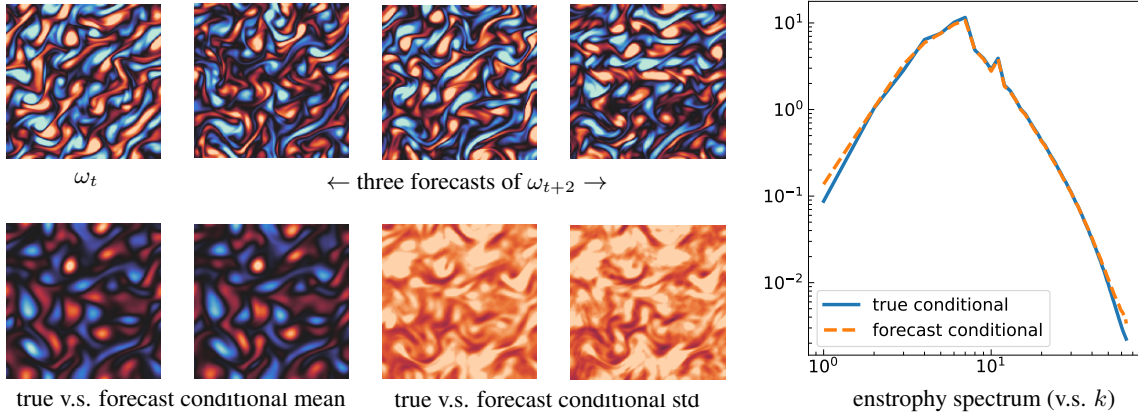 ω_t
← three forecasts of ω_{t+2} →
true v.s. forecast conditional mean
true v.s. forecast conditional std
10^1
10^0
10^{-1}
10^{-2}
true conditional
forecast conditional
10^0
10^1
enstrophy spectrum (v.s. k)